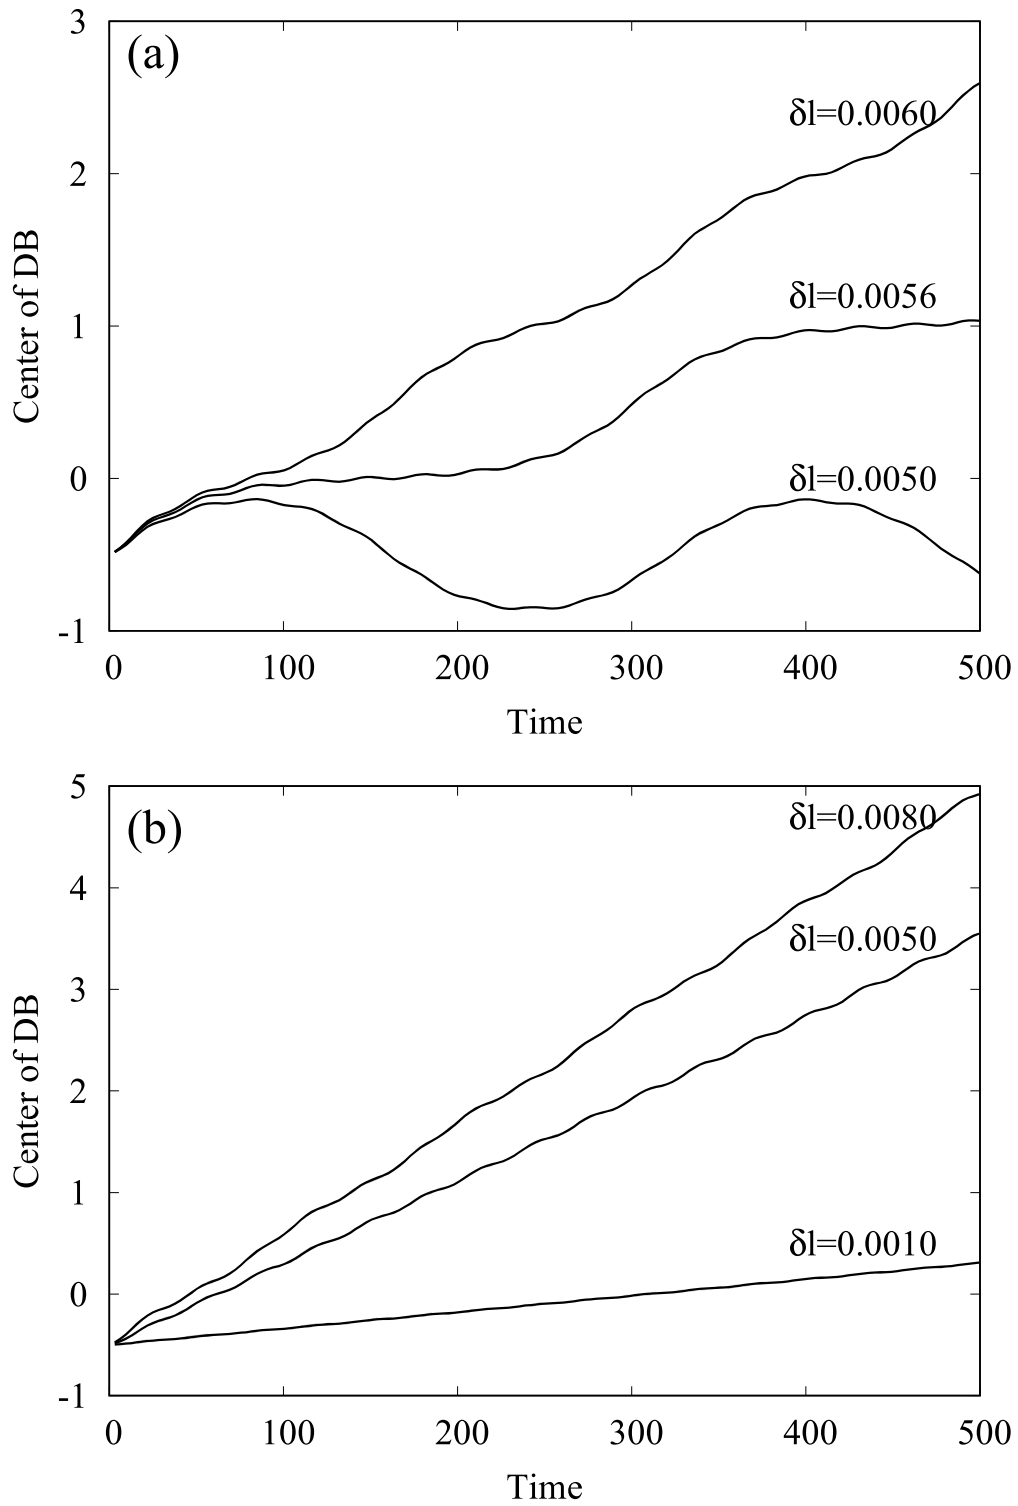 (a)
3
2
1
0
-1
Center of DB
δl=0.0060
δl=0.0056
δl=0.0050
0 100 200 300 400 500
Time
(b)
5
4
3
2
1
0
-1
Center of DB
δl=0.0080
δl=0.0050
δl=0.0010
0 100 200 300 400 500
Time